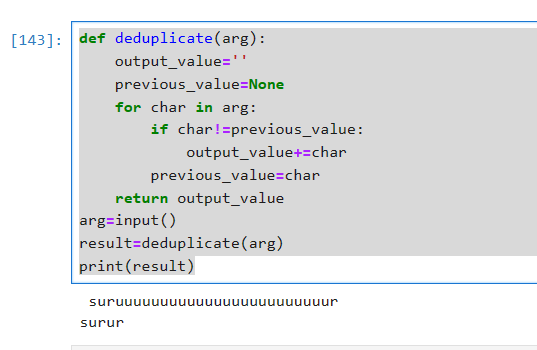 [143]: def deduplicate(arg):
    output_value=''
    previous_value=None
    for char in arg:
        if char!=previous_value:
            output_value+=char
        previous_value=char
    return output_value
arg=input()
result=deduplicate(arg)
print(result)
suruuuuuuuuuuuuuuuuuuuuuuuur
surur